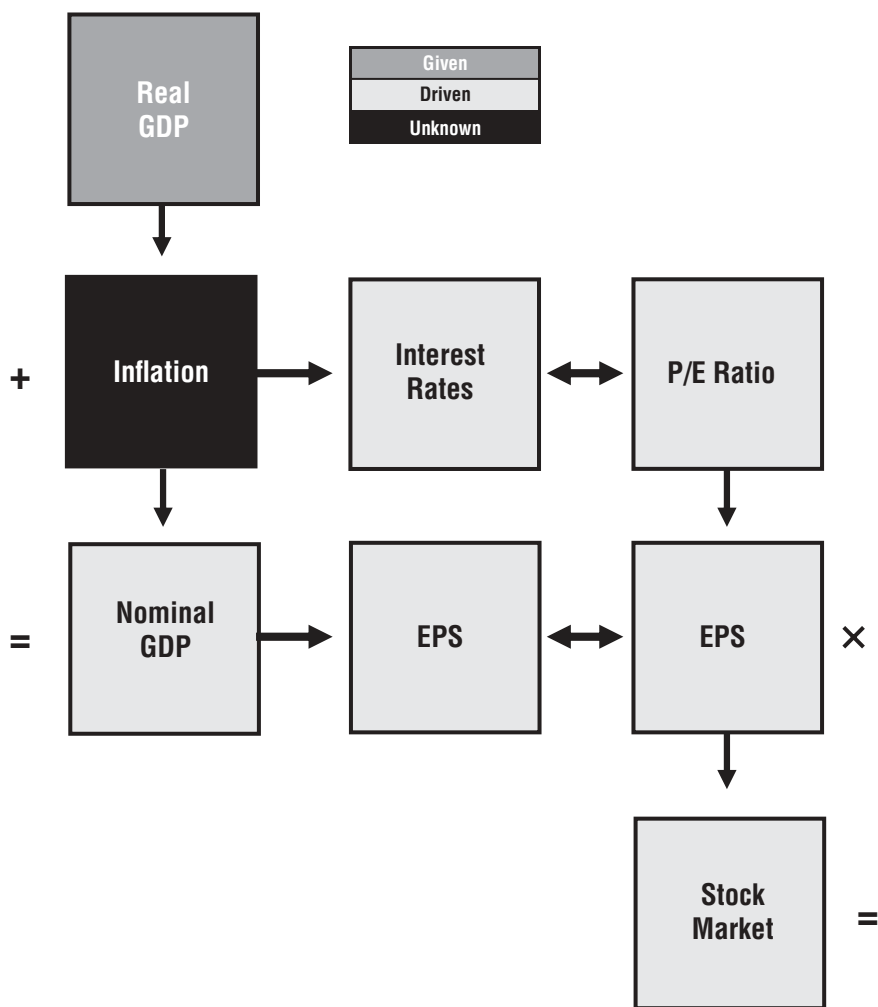 Real
GDP
Given
Driven
Unknown
+
Inflation
Interest
Rates
P/E Ratio
=
Nominal
GDP
EPS
EPS
×
Stock
Market
=